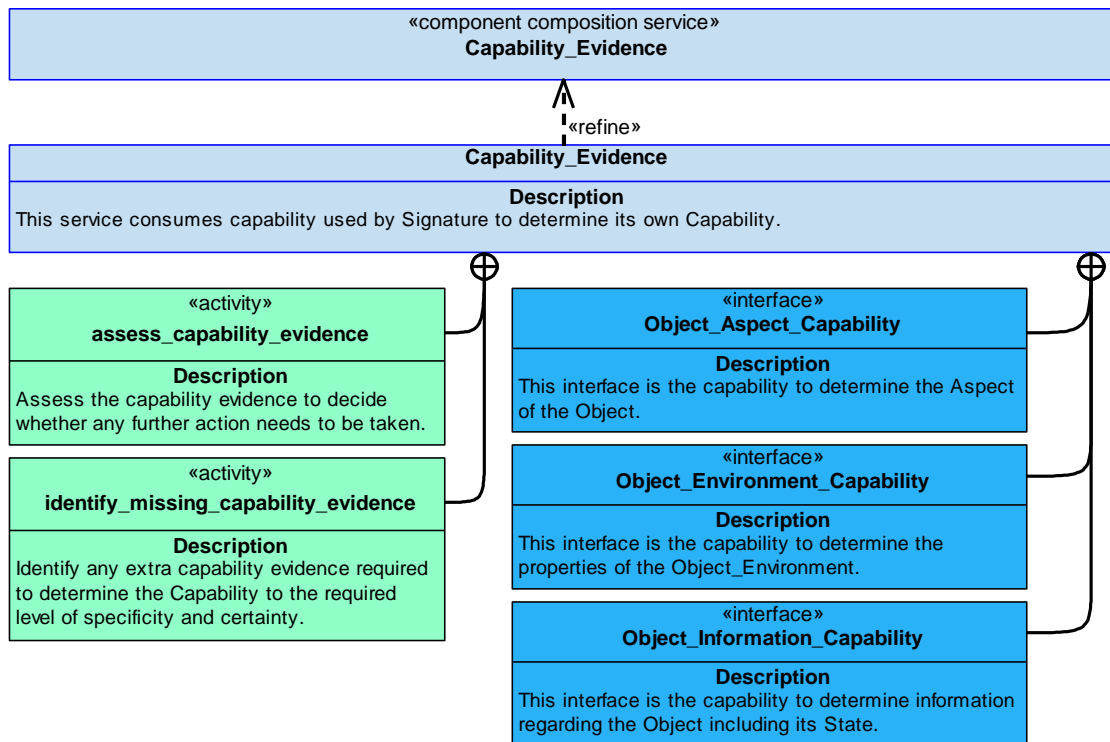 «component composition service»
Capability_Evidence
«refine»
Capability_Evidence
Description
This service consumes capability used by Signature to determine its own Capability.
«activity»
assess_capability_evidence
Description
Assess the capability evidence to decide
whether any further action needs to be taken.
«activity»
identify_missing_capability_evidence
Description
Identify any extra capability evidence required
to determine the Capability to the required
level of specificity and certainty.
«interface»
Object_Aspect_Capability
Description
This interface is the capability to determine the Aspect
of the Object.
«interface»
Object_Environment_Capability
Description
This interface is the capability to determine the
properties of the Object_Environment.
«interface»
Object_Information_Capability
Description
This interface is the capability to determine information
regarding the Object including its State.